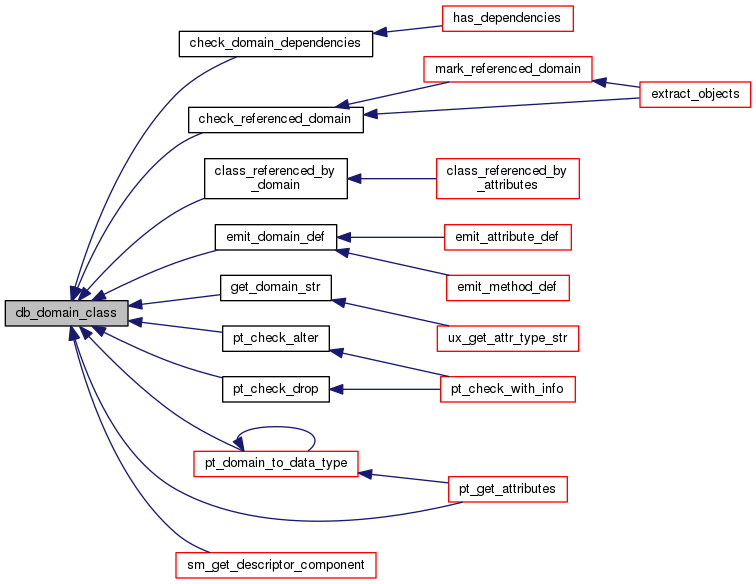 has_dependencies
check_domain_dependencies
mark_referenced_domain
extract_objects
check_referenced_domain
class_referenced_by
_domain
class_referenced_by
_attributes
emit_domain_def
emit_attribute_def
emit_method_def
get_domain_str
db_domain_class
pt_check_alter
ux_get_attr_type_str
pt_check_drop
pt_check_with_info
pt_domain_to_data_type
pt_get_attributes
sm_get_descriptor_component